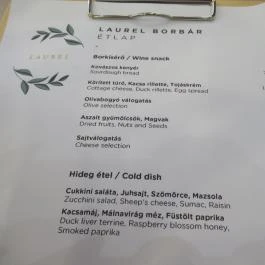 LAUREL BORBÁR
ÉTLAP
LAUREL
Borkísérő / Wine snack
Kovászos kenyér
Sourdough bread
Körözött túró, Kacsa rillette, Tojáskrém
Cottage cheese, Duck rillette, Egg spread
Olivabogyó válogatás
Olive selection
Aszalt gyümölcsök, Magvak
Dried fruits, Nuts and Seeds
Sajtválogatás
Cheese selection
Hideg étel / Cold dish
Cukkini saláta, Juhsajt, Szömörce, Mazsola
Zucchini salad, Sheep's cheese, Sumac, Raisin
Kacsamáj, Málnavirág méz, Füstölt paprika
Duck liver terrine, Raspberry blossom honey,
Smoked paprika